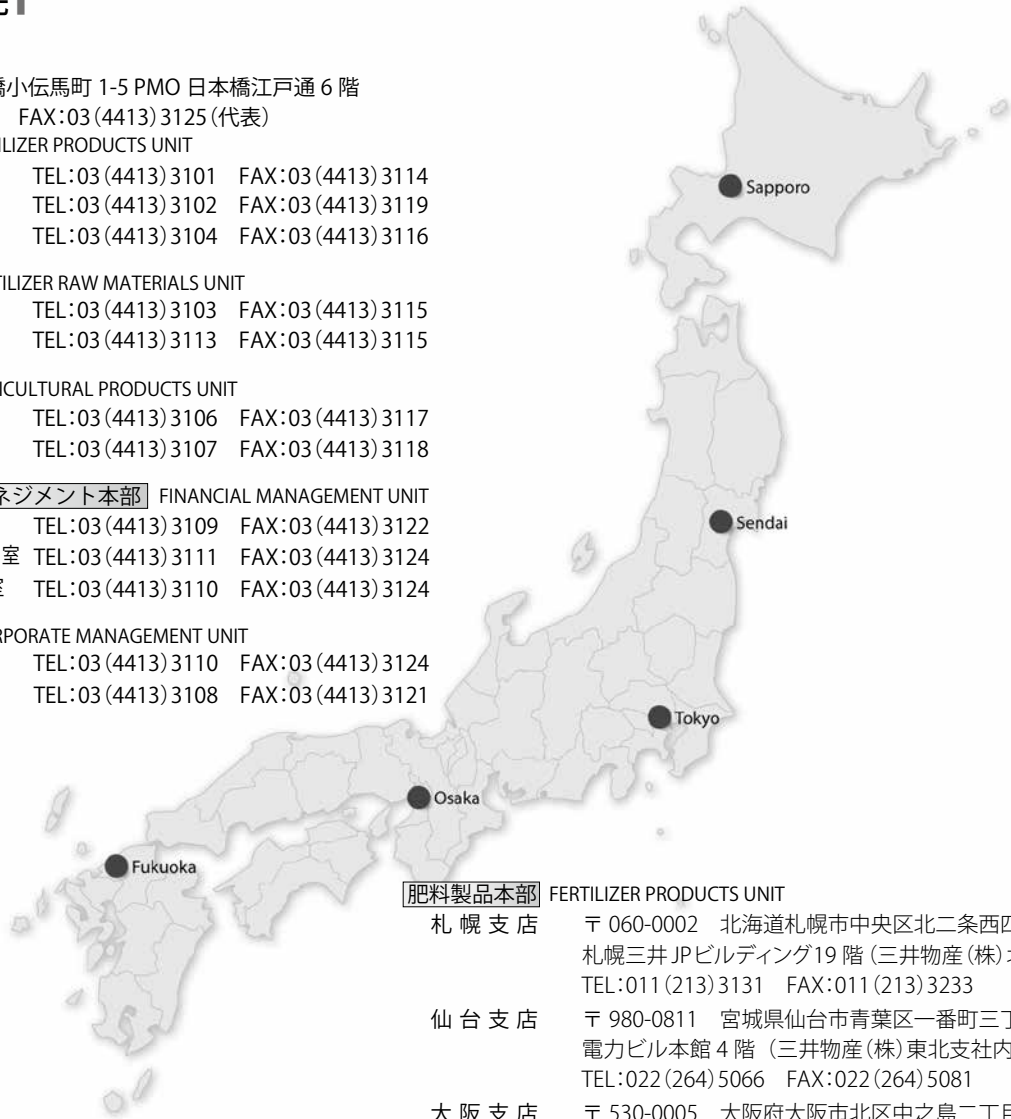 橋小伝馬町 1-5 PMO 日本橋江戸通 6 階
FAX:03(4413)3125(代表)
ILIZER PRODUCTS UNIT
TEL:03(4413)3101 FAX:03(4413)3114
TEL:03(4413)3102 FAX:03(4413)3119
TEL:03(4413)3104 FAX:03(4413)3116
TILIZER RAW MATERIALS UNIT
TEL:03(4413)3103 FAX:03(4413)3115
TEL:03(4413)3113 FAX:03(4413)3115
ICULTURAL PRODUCTS UNIT
TEL:03(4413)3106 FAX:03(4413)3117
TEL:03(4413)3107 FAX:03(4413)3118
ネジメント本部 FINANCIAL MANAGEMENT UNIT
TEL:03(4413)3109 FAX:03(4413)3122
室 TEL:03(4413)3111 FAX:03(4413)3124
室 TEL:03(4413)3110 FAX:03(4413)3124
RPORATE MANAGEMENT UNIT
TEL:03(4413)3110 FAX:03(4413)3124
TEL:03(4413)3108 FAX:03(4413)3121
Sapporo
Sendai
Tokyo
Osaka
Fukuoka
肥料製品本部 FERTILIZER PRODUCTS UNIT
札幌支店 〒060-0002 北海道札幌市中央区北二条西四
札幌三井JPビルディング19階(三井物産(株)
TEL:011(213)3131 FAX:011(213)3233
仙台支店 〒980-0811 宮城県仙台市青葉区一番町三丁
電力ビル本館4階(三井物産(株)東北支社内
TEL:022(264)5066 FAX:022(264)5081
大阪支店 〒530-0005 大阪府大阪市北区中之島二丁目